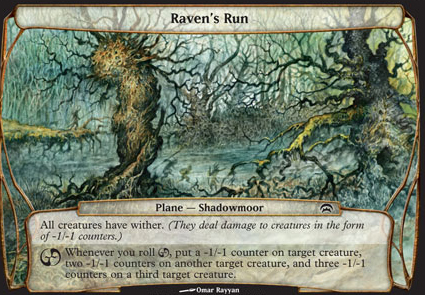 Raven's Run
Plane — Shadowmoor
All creatures have wither. (They deal damage to creatures in the form
of -1/-1 counters.)
Whenever you roll , put a -1/-1 counter on target creature,
two -1/-1 counters on another target creature, and three -1/-1
counters on a third target creature.
Omar Rayyan